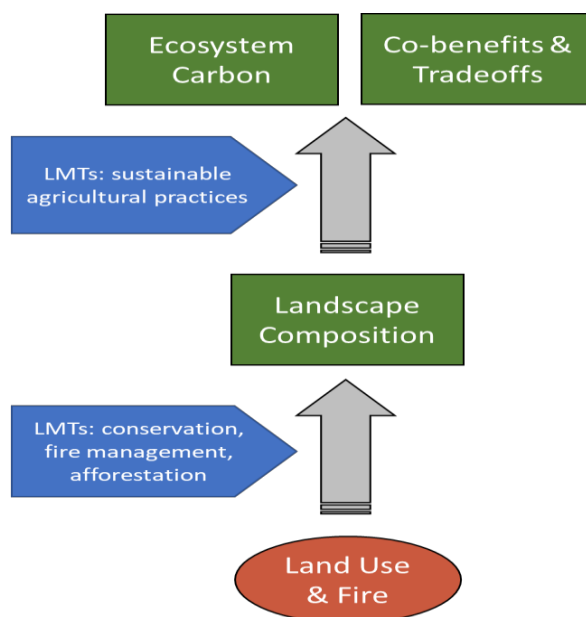 Ecosystem
Carbon
Co-benefits &
Tradeoffs
LMTs: sustainable
agricultural practices
Landscape
Composition
LMTs: conservation,
fire management,
afforestation
Land Use
& Fire